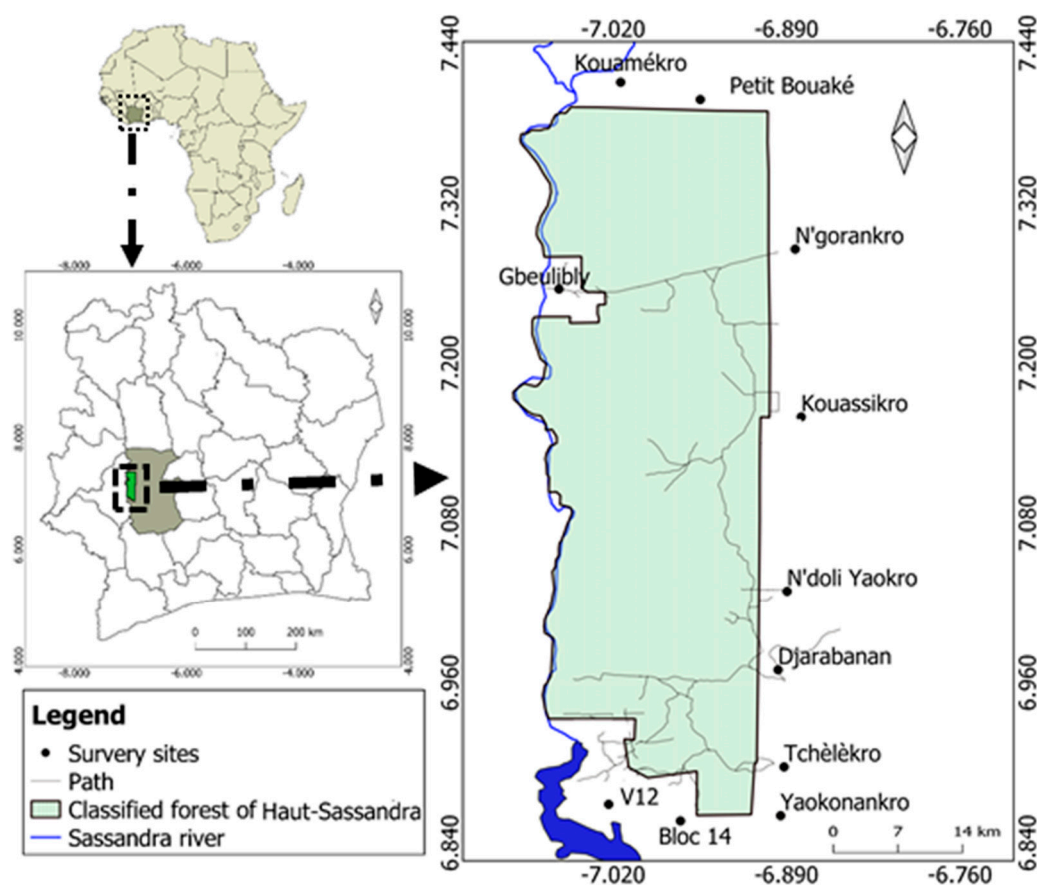 -8.000 -6.000 -4.000
10.000 10.000
8.000 8.000
6.000 6.000
4.000 4.000
0 100 200 km
-8.000 -6.000 -4.000
Legend
Survery sites
Path
Classified forest of Haut-Sassandra
Sassandra river
-7.020 -6.890 -6.760
7.440 7.440
Kouamékro
Petit Bouaké
7.320 7.320
N'gorankro
Gbeulibly
7.200 7.200
Kouassikro
7.080 7.080
N'doli Yaokro
Djarabanan
6.960 6.960
Tchèlèkro
V12
Yaokonankro
Bloc 14
0 7 14 km
6.840 6.840
-7.020 -6.890 -6.760